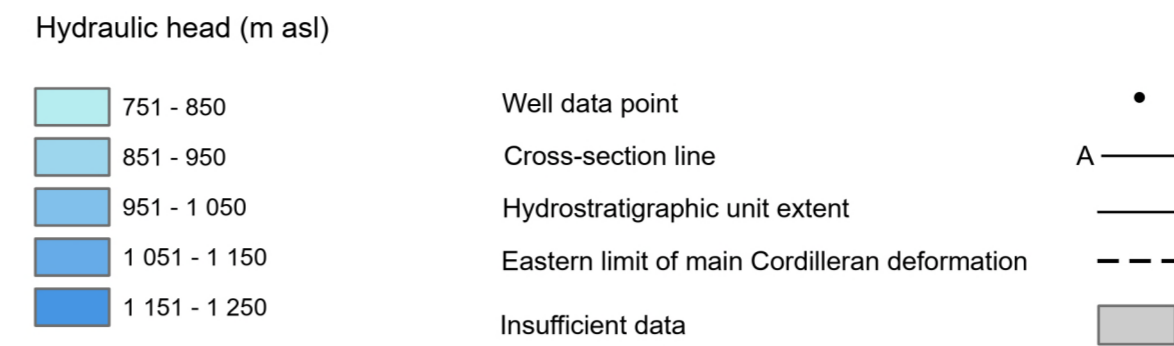 Hydraulic head (m asl)
751 - 850
851 - 950
951 - 1 050
1 051 - 1 150
1 151 - 1 250
Well data point
Cross-section line
A
Hydrostratigraphic unit extent
Eastern limit of main Cordilleran deformation
Insufficient data